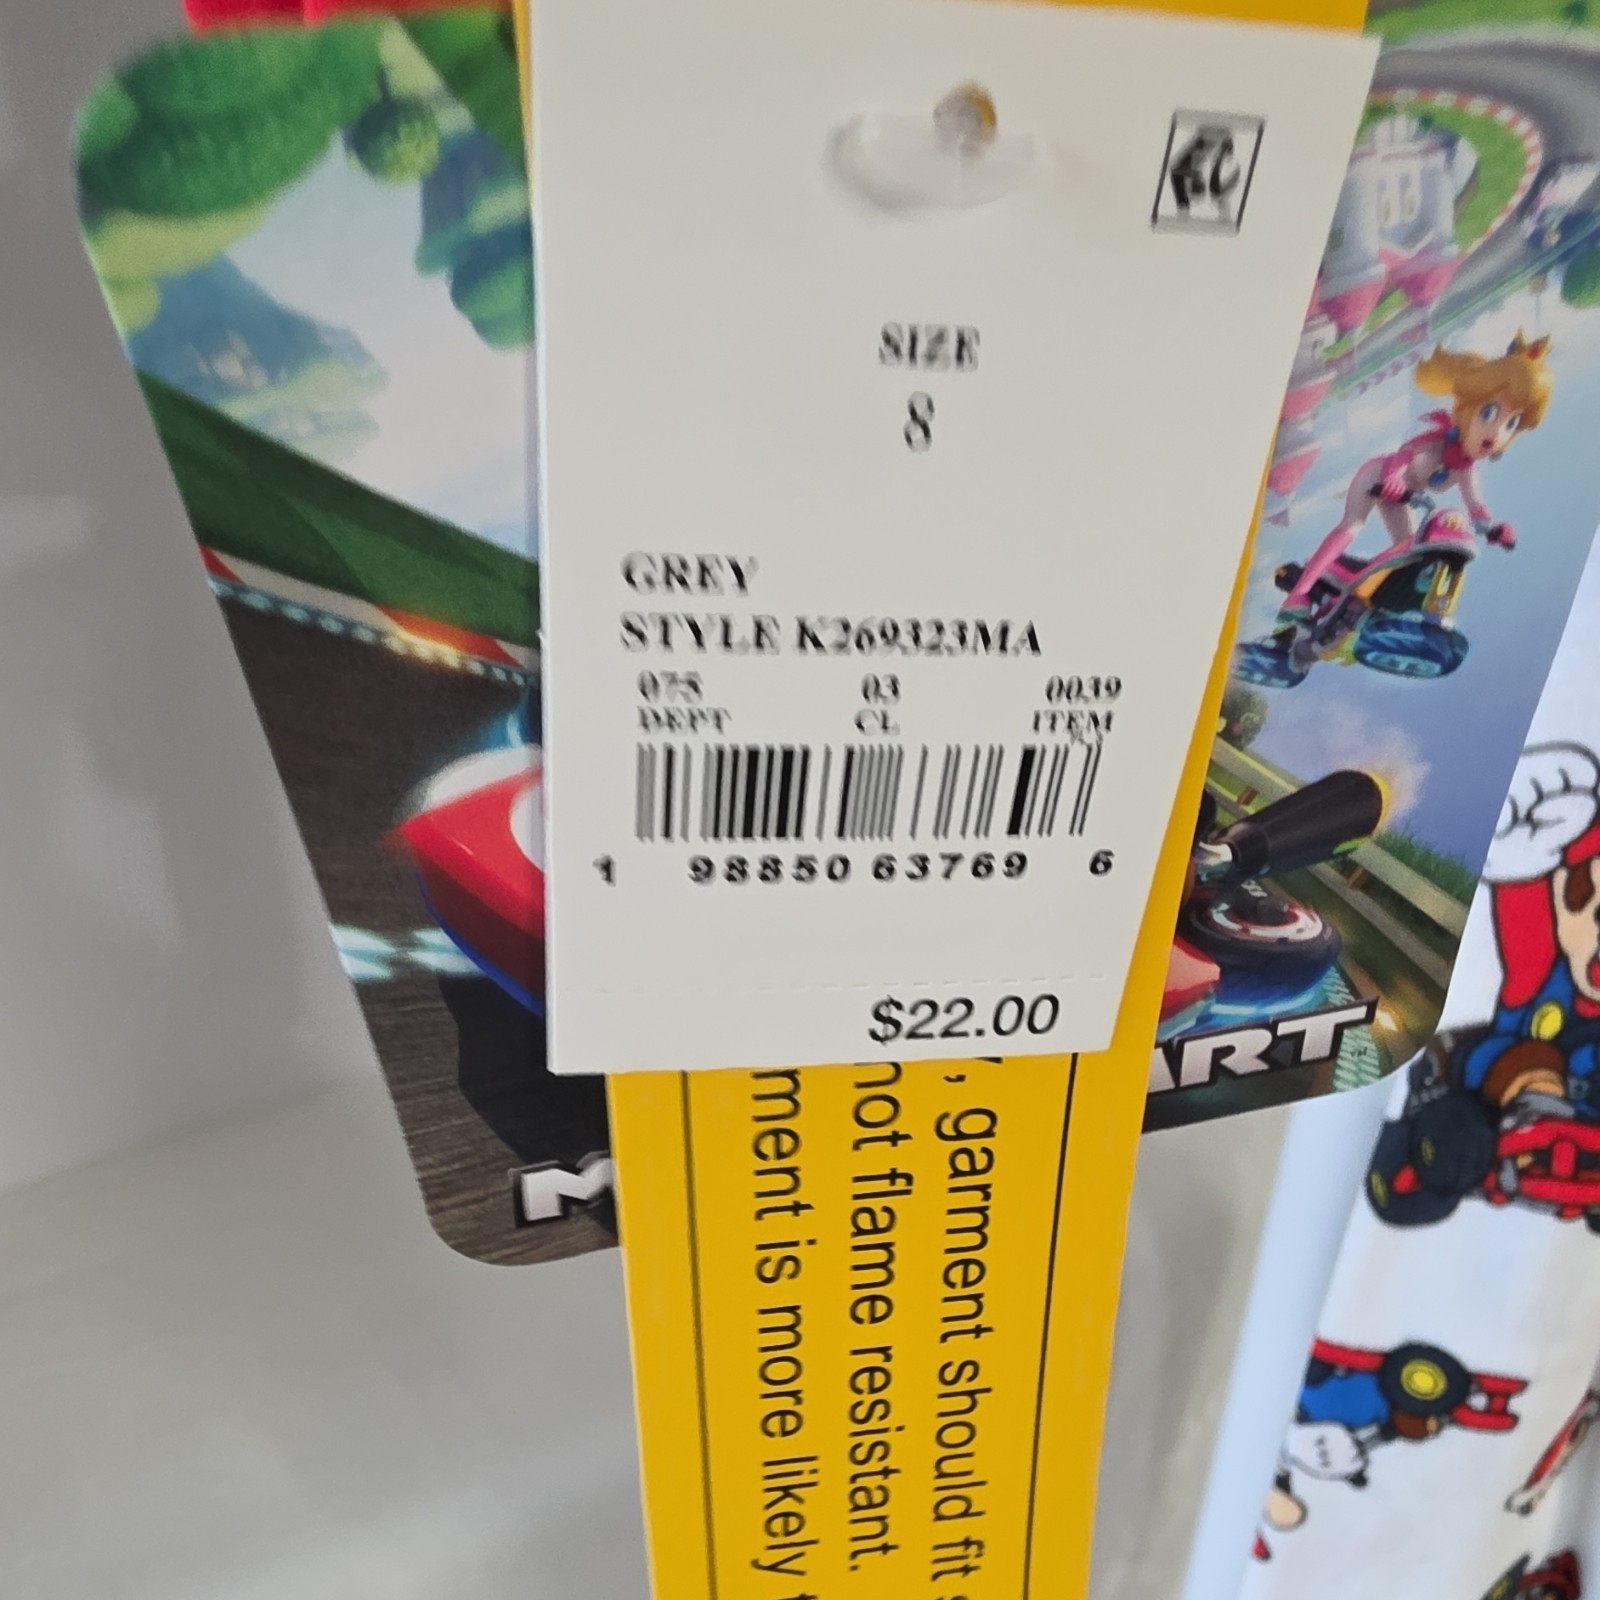 SIZE
8
GREY
STYLE K269323MA
075 03 0039
DEPT CL ITEM
1 98850 63769 6
$22.00
M
ART
, garment should fit
not flame resistant.
ment is more likely